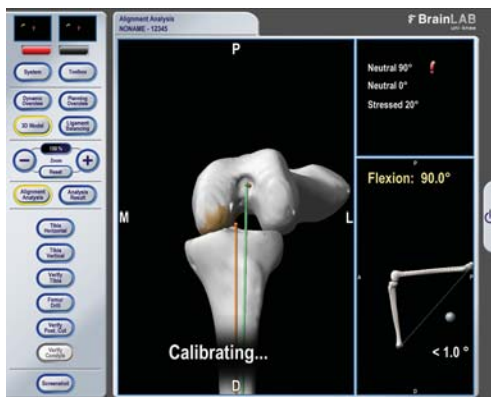 Alignment Analysis
NONAME - 12345
BrainLAB
uni-knee
System
Toolbox
Dynamic
Overview
Planning
Overview
3D Model
Ligament
Balancing
100 %
Zoom
Reset
Alignment
Analysis
Analysis
Result
Tibia
Horizontal
Tibia
Vertical
Verify
Tibia
Femur
Drill
Verify
Post. Cut
Verify
Condyle
Screenshot
P
M
L
Calibrating...
D
Neutral 90°
Neutral 0°
Stressed 20°
P
Flexion: 90.0°
A
P
< 1.0 °
D